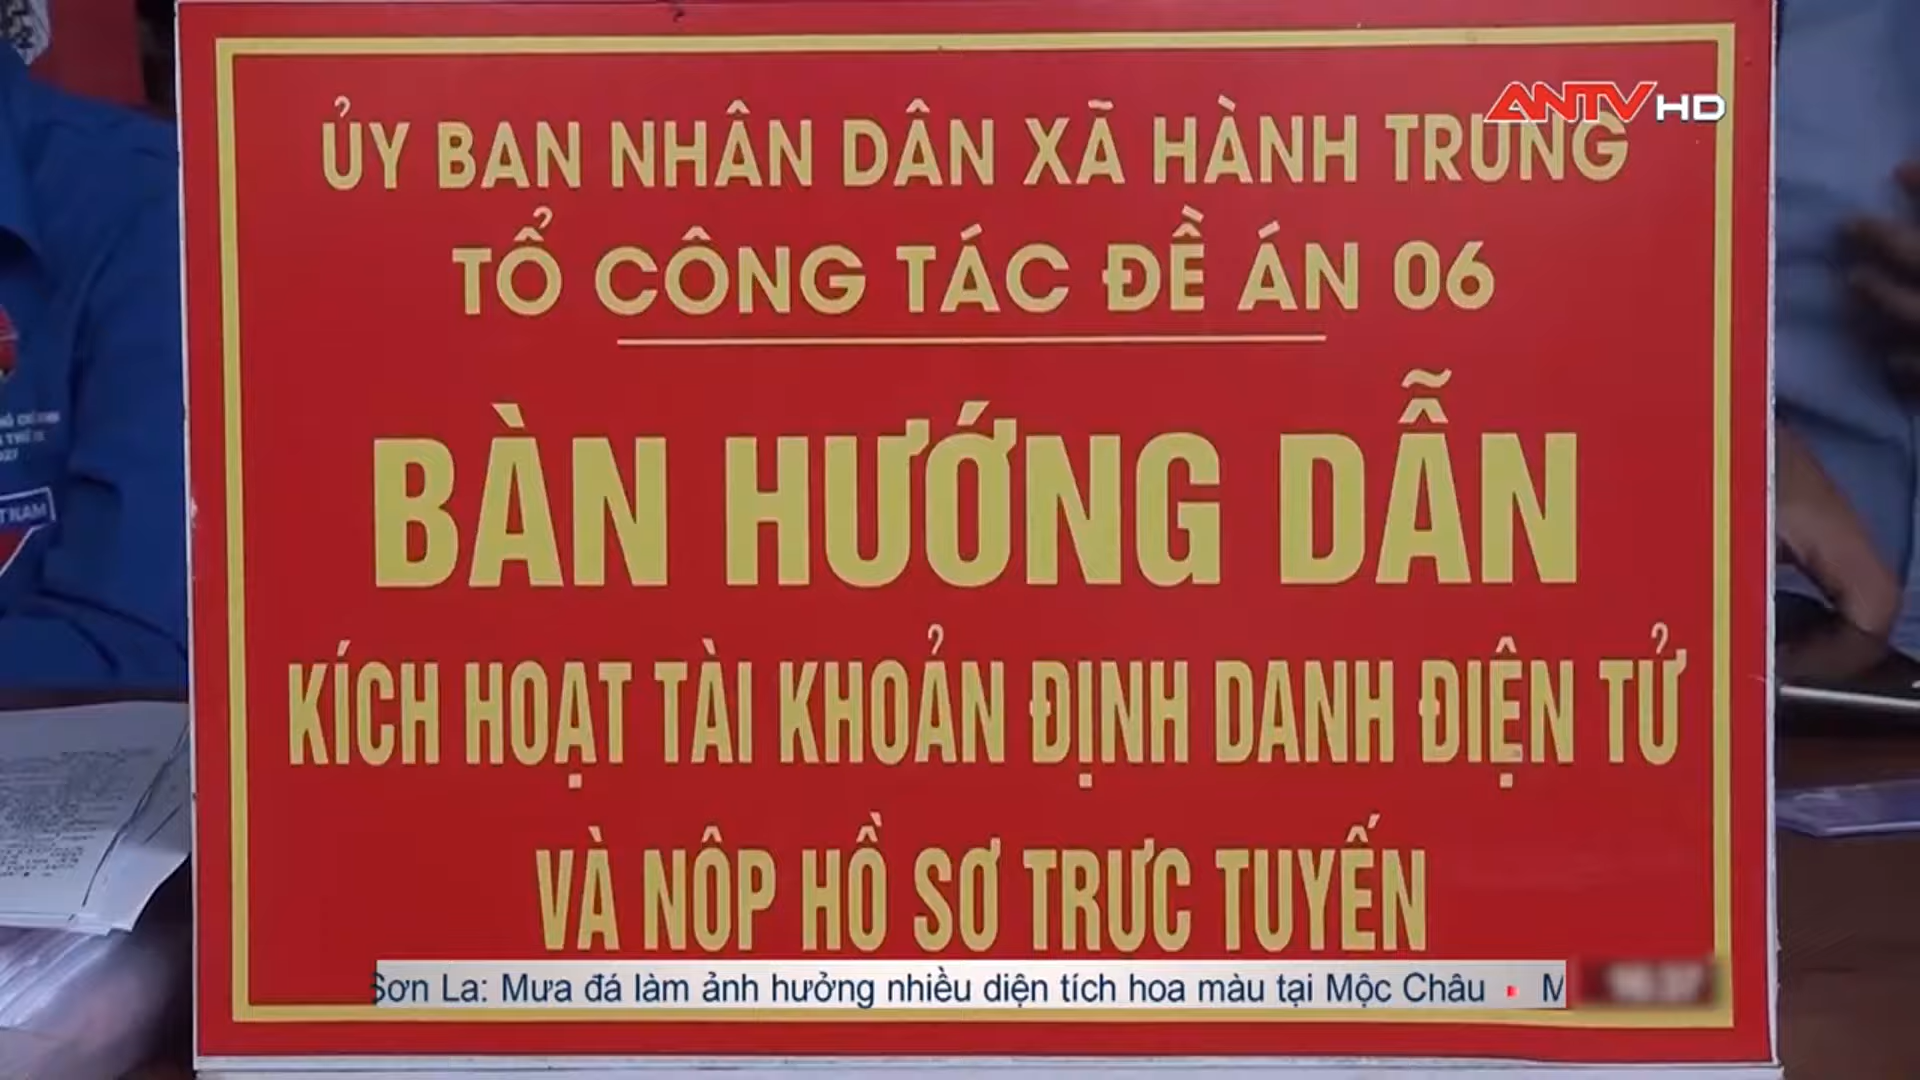 ANTV HD
ỦY BAN NHÂN DÂN XÃ HÀNH TRUNG
TỔ CÔNG TÁC ĐỀ ÁN 06
BÀN HƯỚNG DẪN
KÍCH HOẠT TÀI KHOẢN ĐỊNH DANH ĐIỆN TỬ
VÀ NỘP HỒ SƠ TRỰC TUYẾN
Sơn La: Mưa đá làm ảnh hưởng nhiều diện tích hoa màu tại Mộc Châu • M